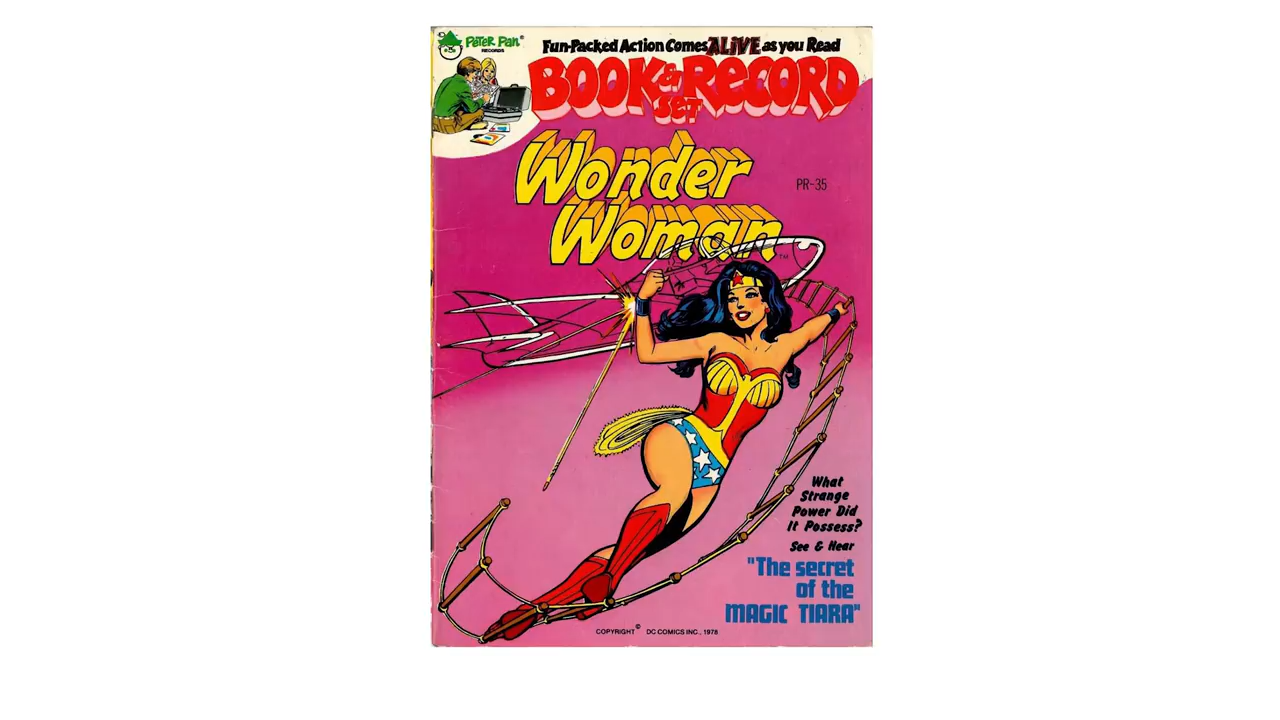 Peter Pan®
RECORDS
Fun-Packed Action Comes ALIVE as you Read
BOOK & RECORD
SET
Wonder
Woman
TM
PR-35
What
Strange
Power Did
It Possess?
See & Hear
"The secret
of the
MAGIC TIARA"
COPYRIGHT © DC COMICS INC., 1978